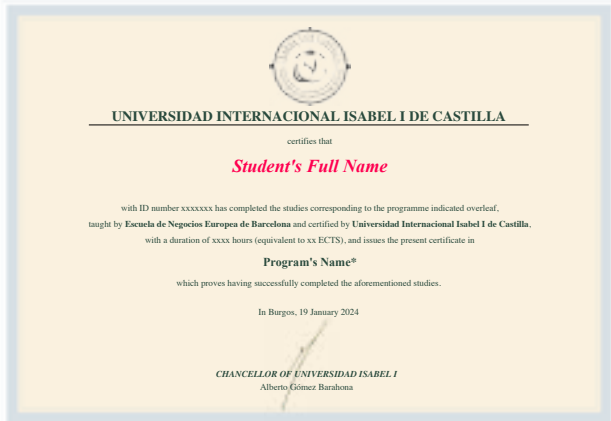 UNIVERSIDAD INTERNACIONAL ISABEL I DE CASTILLA
certifies that
Student's Full Name
with ID number xxxxxxx has completed the studies corresponding to the programme indicated overleaf,
taught by Escuela de Negocios Europea de Barcelona and certified by Universidad Internacional Isabel I de Castilla,
with a duration of xxxx hours (equivalent to xx ECTS), and issues the present certificate in
Program's Name*
which proves having successfully completed the aforementioned studies.
In Burgos, 19 January 2024
CHANCELLOR OF UNIVERSIDAD ISABEL I
Alberto Gómez Barahona